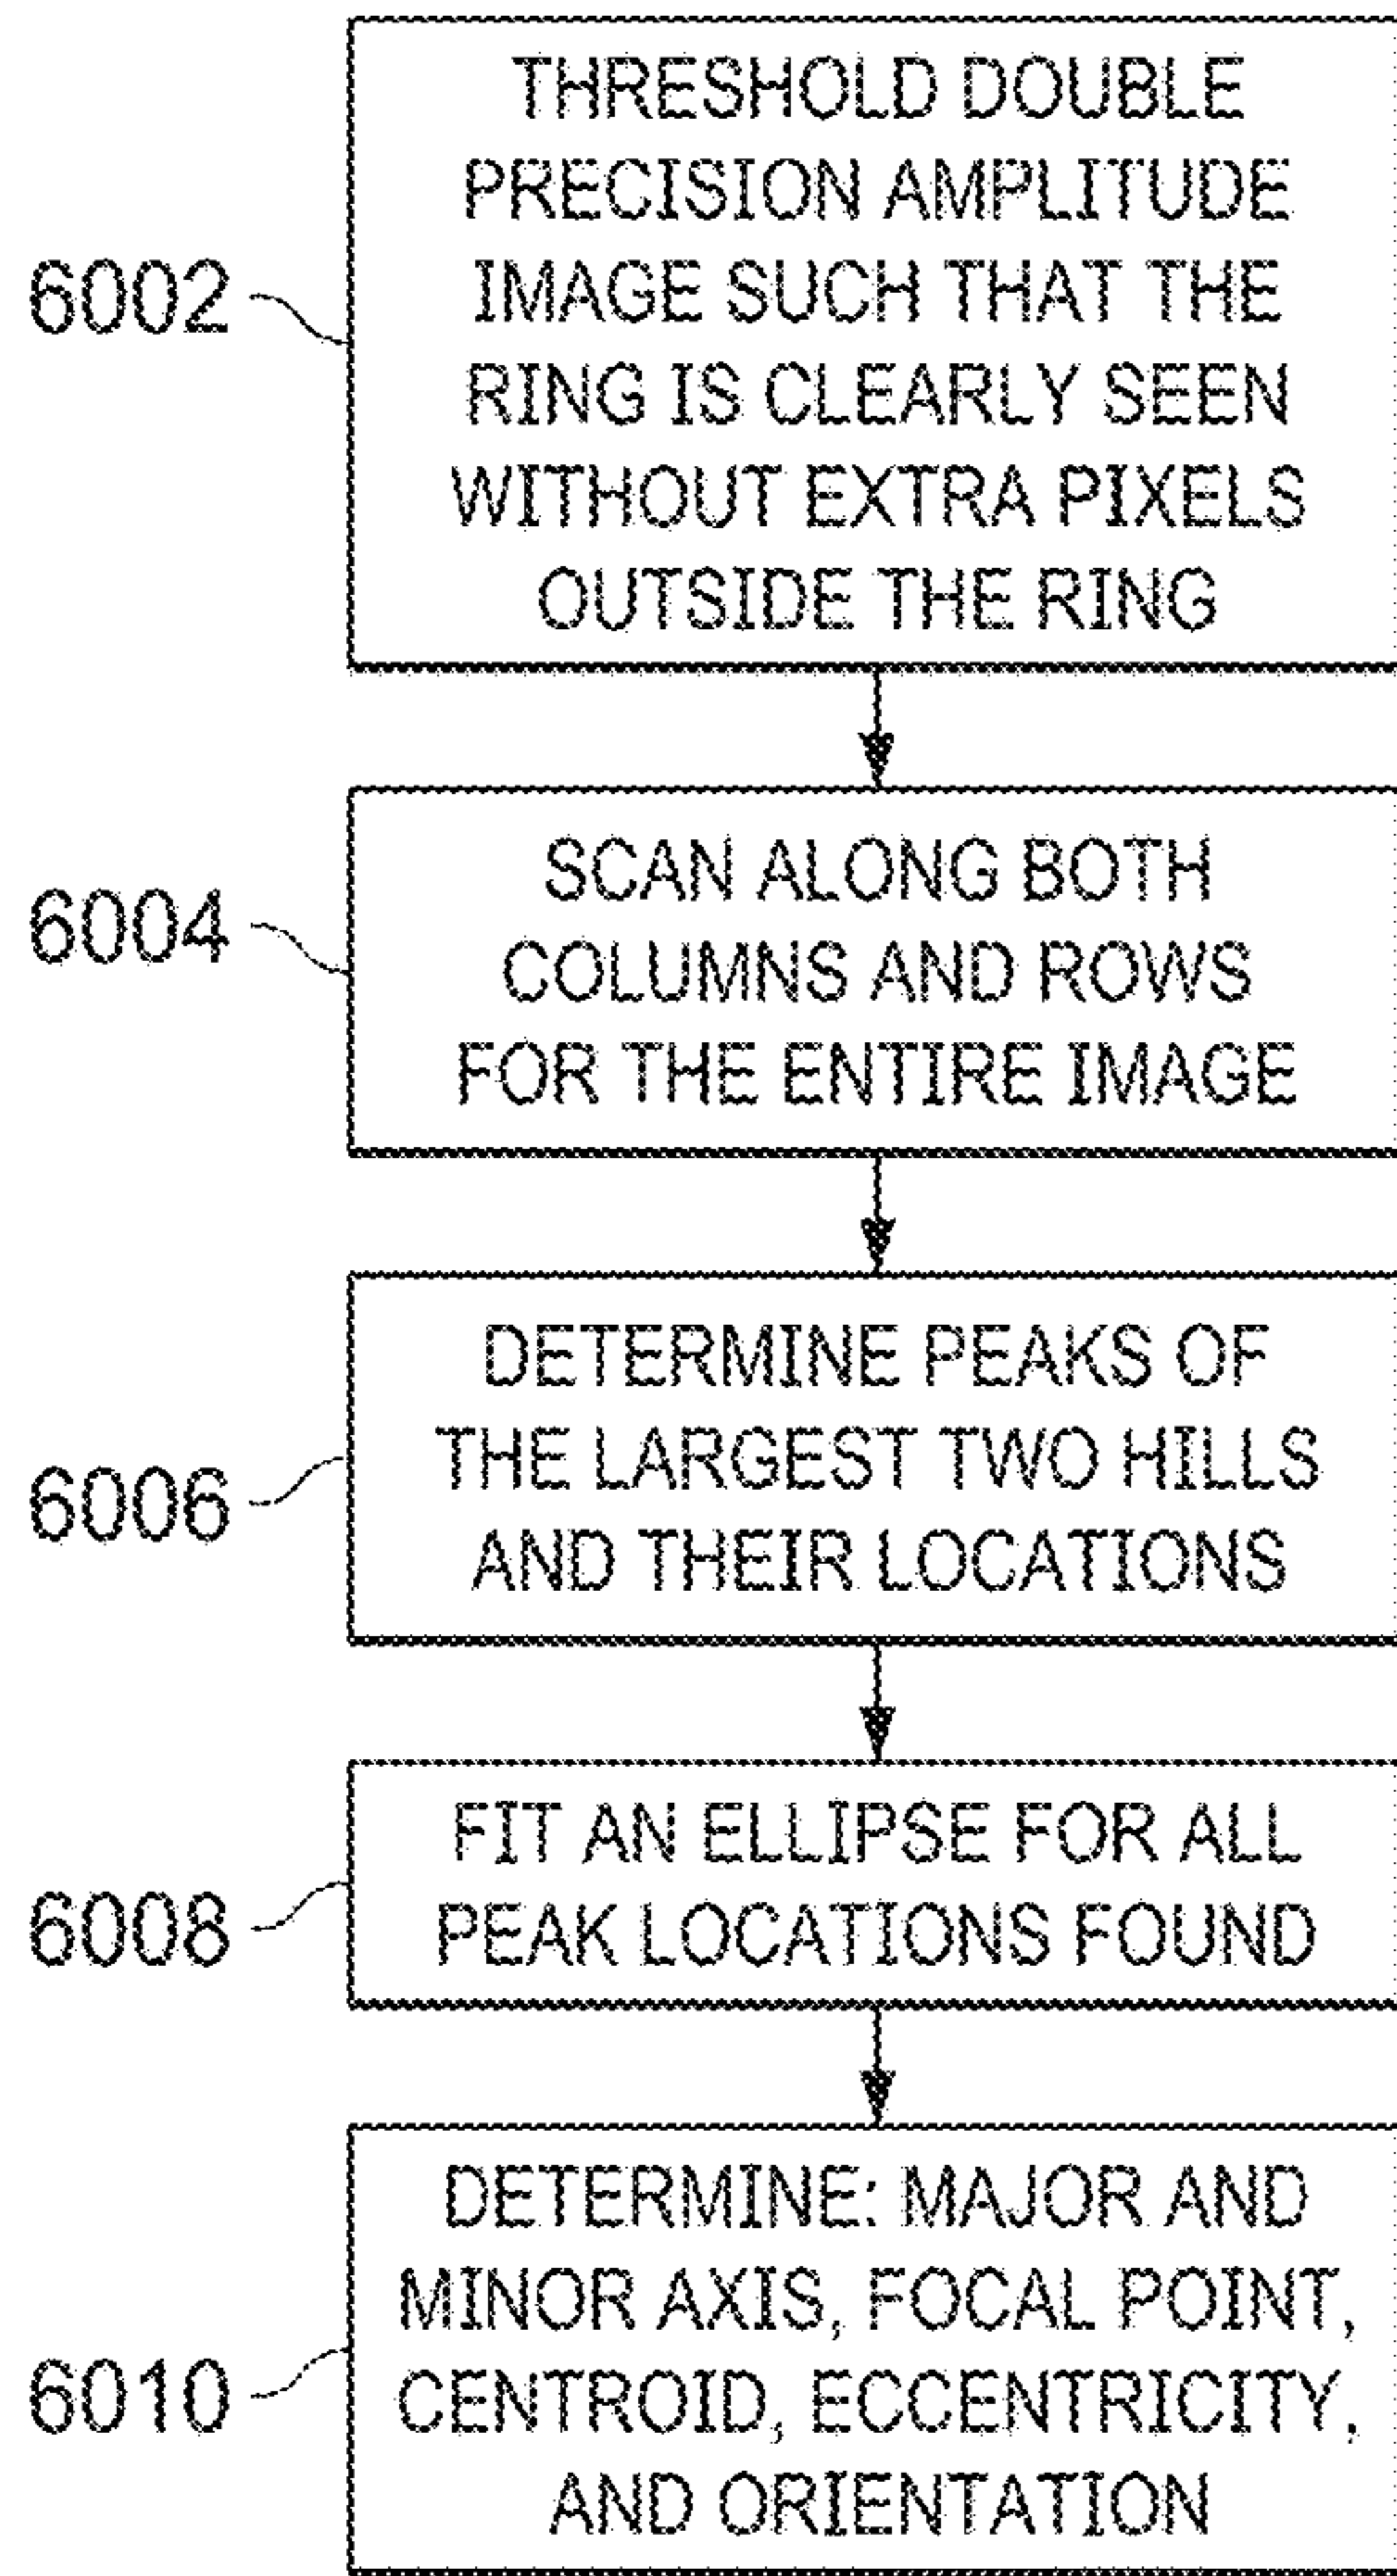 THRESHOLD DOUBLE
PRECISION AMPLITUDE
IMAGE SUCH THAT THE
RING IS CLEARLY SEEN
WITHOUT EXTRA PIXELS
OUTSIDE THE RING
6002
SCAN ALONG BOTH
COLUMNS AND ROWS
FOR THE ENTIRE IMAGE
6004
DETERMINE PEAKS OF
THE LARGEST TWO HILLS
AND THEIR LOCATIONS
6006
FIT AN ELLIPSE FOR ALL
PEAK LOCATIONS FOUND
6008
DETERMINE: MAJOR AND
MINOR AXIS, FOCAL POINT,
CENTROID, ECCENTRICITY,
AND ORIENTATION
6010